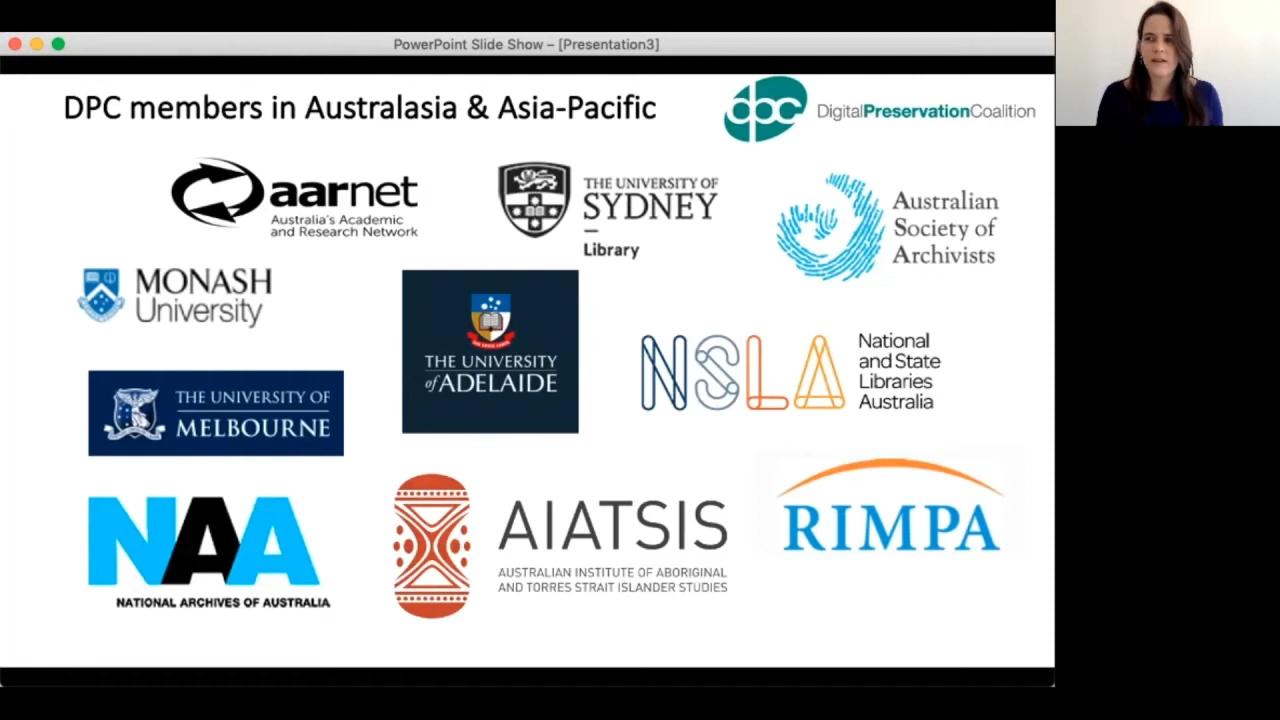 PowerPoint Slide Show – [Presentation3]
DPC members in Australasia & Asia-Pacific
dpc
DigitalPreservationCoalition
aarnet
Australia's Academic
and Research Network
THE UNIVERSITY OF
SYDNEY
Library
Australian
Society of
Archivists
MONASH
University
THE UNIVERSITY
of ADELAIDE
NSLA
National
and State
Libraries
Australia
THE UNIVERSITY OF
MELBOURNE
NAA
NATIONAL ARCHIVES OF AUSTRALIA
AIATSIS
AUSTRALIAN INSTITUTE OF ABORIGINAL
AND TORRES STRAIT ISLANDER STUDIES
RIMPA